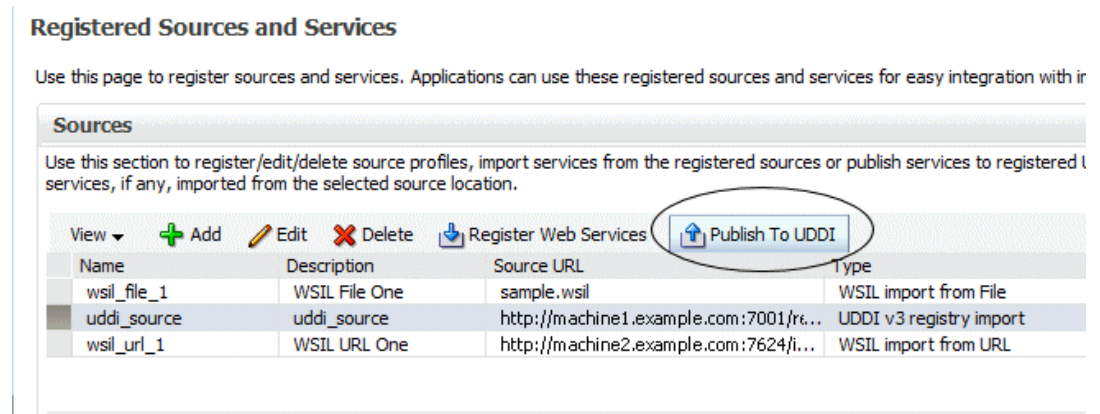 Registered Sources and Services
Use this page to register sources and services. Applications can use these registered sources and services for easy integration with
Sources
Use this section to register/edit/delete source profiles, import services from the registered sources or publish services to registered
services, if any, imported from the selected source location.
View Add Edit Delete Register Web Services Publish To UDDI
Name Description Source URL Type
wsil_file_1 WSIL File One sample.wsil WSIL import from File
uddi_source uddi_source http://machine1.example.com:7001/re... UDDI v3 registry import
wsil_url_1 WSIL URL One http://machine2.example.com:7624/i... WSIL import from URL